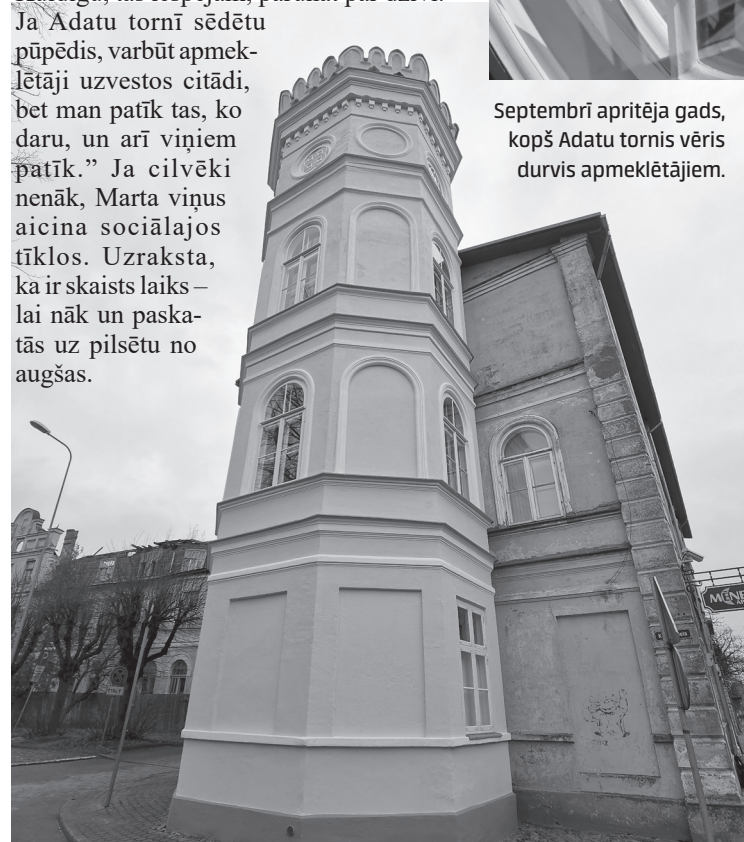 Ja Adatu tornī sēdētu
pūpēdis, varbūt apmek-
lētāji uzvestos citādi,
bet man patīk tas, ko
daru, un arī viņiem
patīk.” Ja cilvēki
nenāk, Marta viņus
aicina sociālajos
tīklos. Uzraksta,
ka ir skaists laiks –
lai nāk un paska-
tās uz pilsētu no
augšas.
Septembrī apritēja gads,
kopš Adatu tornis vēris
durvis apmeklētājiem.